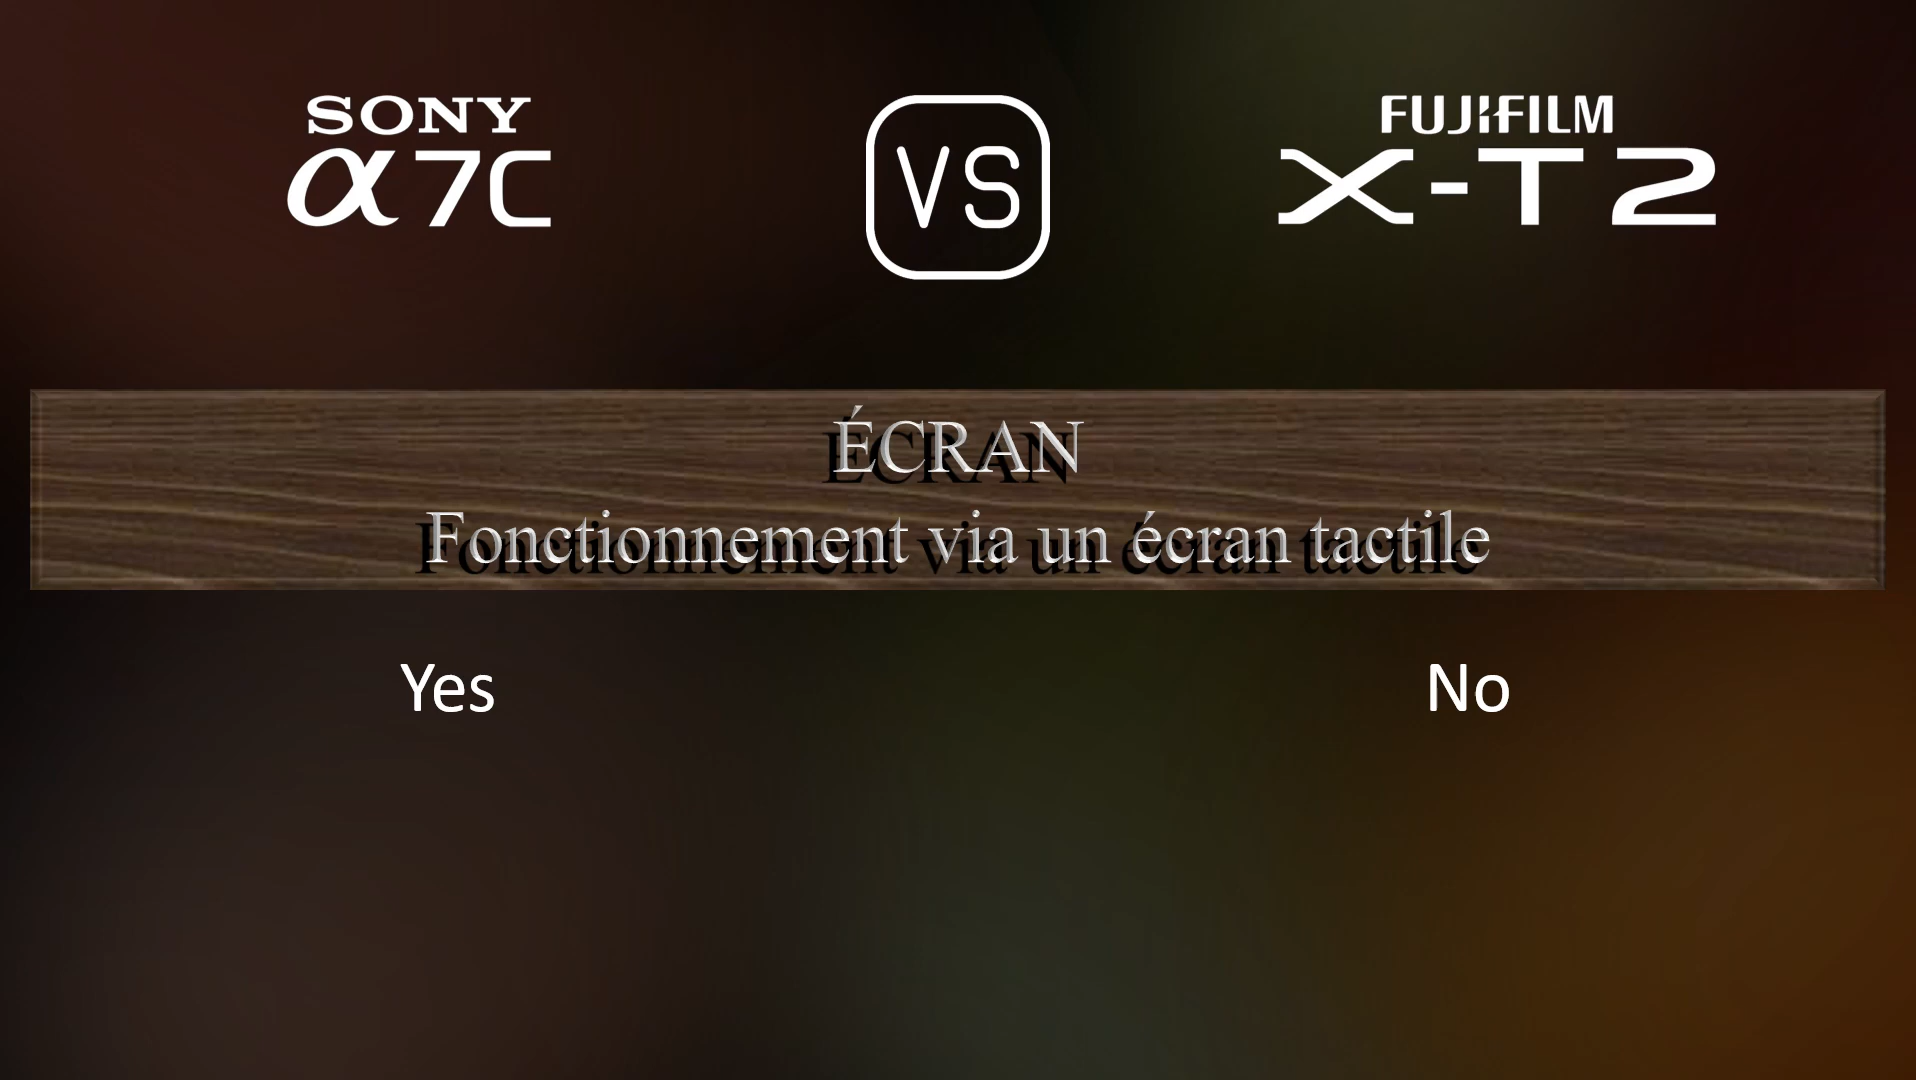 SONY
α7C
VS
FUJIFILM
X-T2
ÉCRAN
Fonctionnement via un écran tactile
Yes
No